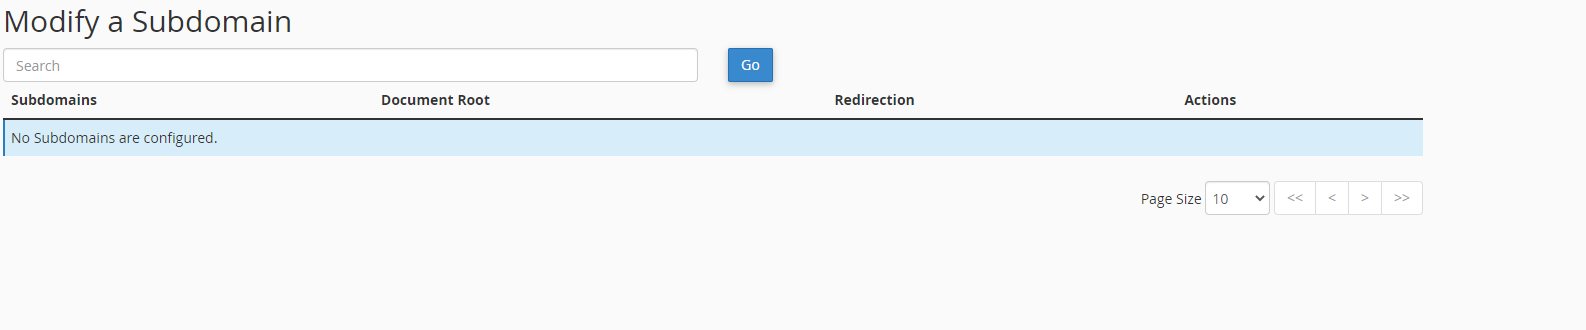 Modify a Subdomain
Search Go
Subdomains Document Root Redirection Actions
No Subdomains are configured.
Page Size 10 << < > >>